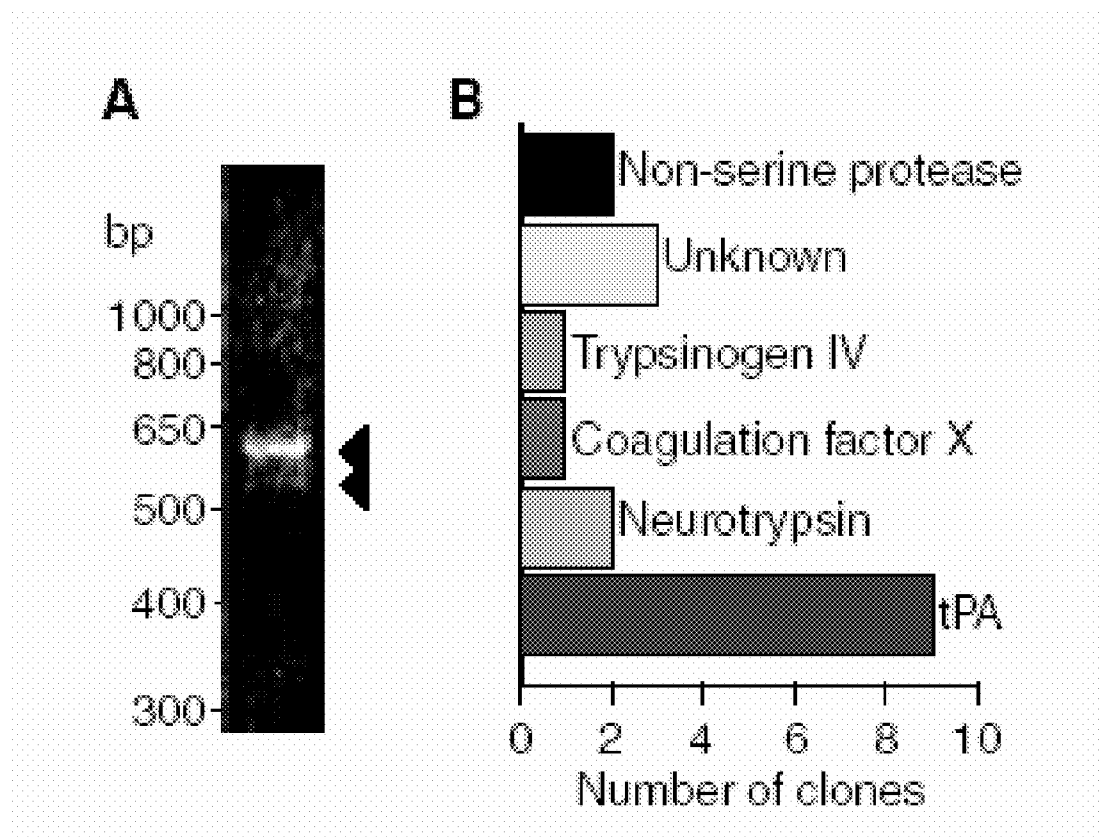 A
bp
1000
800
650
500
400
300
B
Non-serine protease
Unknown
Trypsinogen IV
Coagulation factor X
Neurotrypsin
tPA
0 2 4 6 8 10
Number of clones